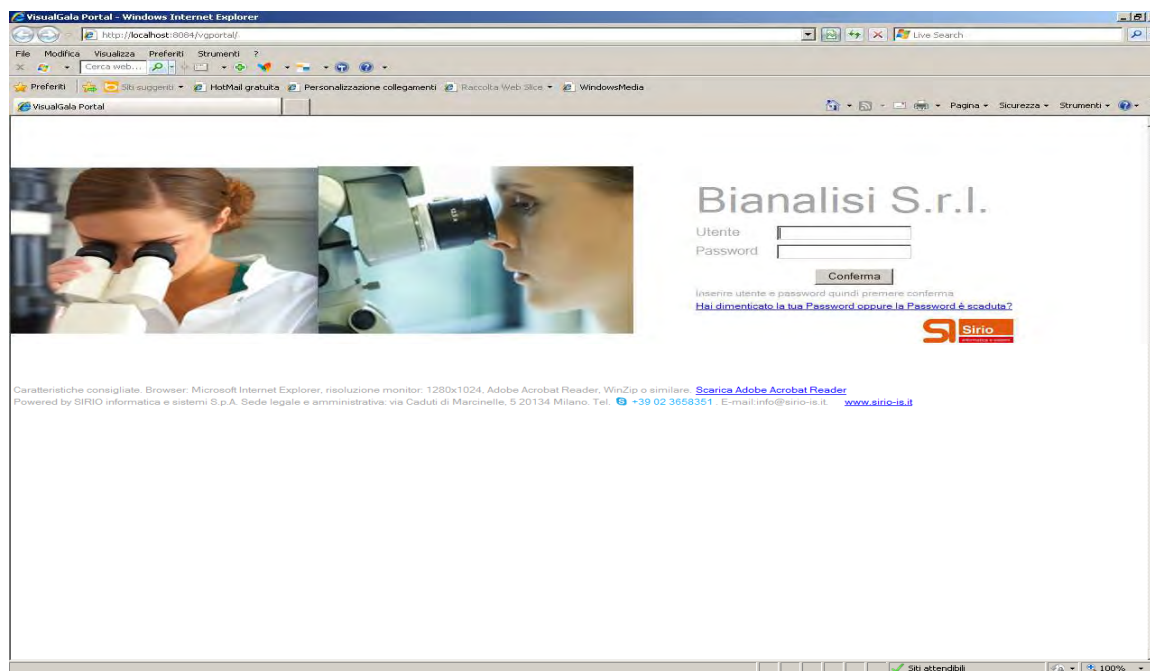 VisualGala Portal - Windows Internet Explorer
http://localhost:8084/vgportal/
Live Search
File Modifica Visualizza Preferiti Strumenti ?
Cerca web...
Preferiti Siti suggeriti HotMail gratuita Personalizzazione collegamenti Raccolta Web Slice WindowsMedia
VisualGala Portal Pagina Sicurezza Strumenti
Bianalisi S.r.l.
Utente
Password
Conferma
Inserire utente e password quindi premere conferma
Hai dimenticato la tua Password oppure la Password è scaduta?
SI Sirio
informatica e sistemi
Caratteristiche consigliate. Browser: Microsoft Internet Explorer, risoluzione monitor: 1280x1024, Adobe Acrobat Reader, WinZip o similare. Scarica Adobe Acrobat Reader
Powered by SIRIO informatica e sistemi S.p.A. Sede legale e amministrativa: via Caduti di Marcinelle, 5 20134 Milano. Tel. +39 02 3658351 . E-mail:info@sirio-is.it. www.sirio-is.it
Siti attendibili 100%